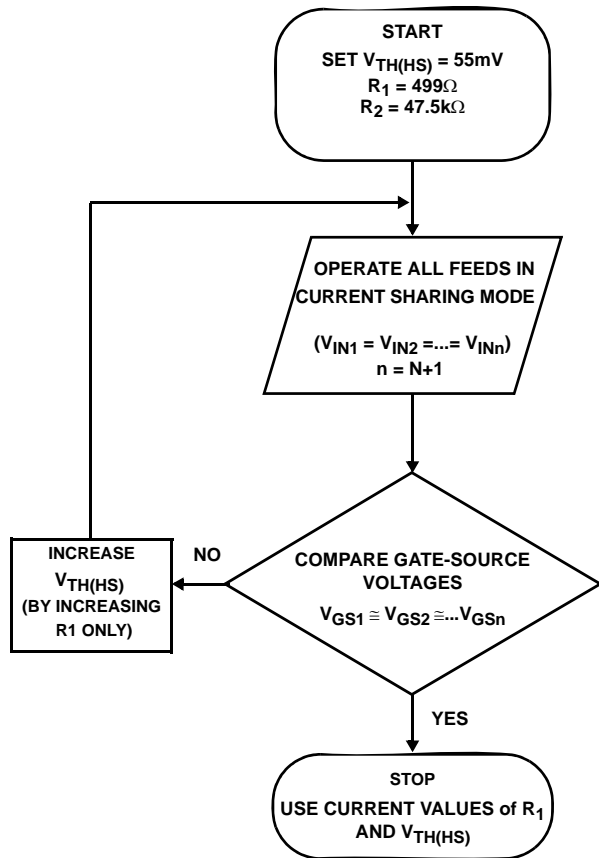 START
SET V_TH(HS) = 55mV
R_1 = 499Ω
R_2 = 47.5kΩ
OPERATE ALL FEEDS IN
CURRENT SHARING MODE
(V_IN1 = V_IN2 =...= V_INn)
n = N+1
COMPARE GATE-SOURCE
VOLTAGES
V_GS1 ≅ V_GS2 ≅...V_GSn
NO
INCREASE
V_TH(HS)
(BY INCREASING
R1 ONLY)
YES
STOP
USE CURRENT VALUES of R_1
AND V_TH(HS)